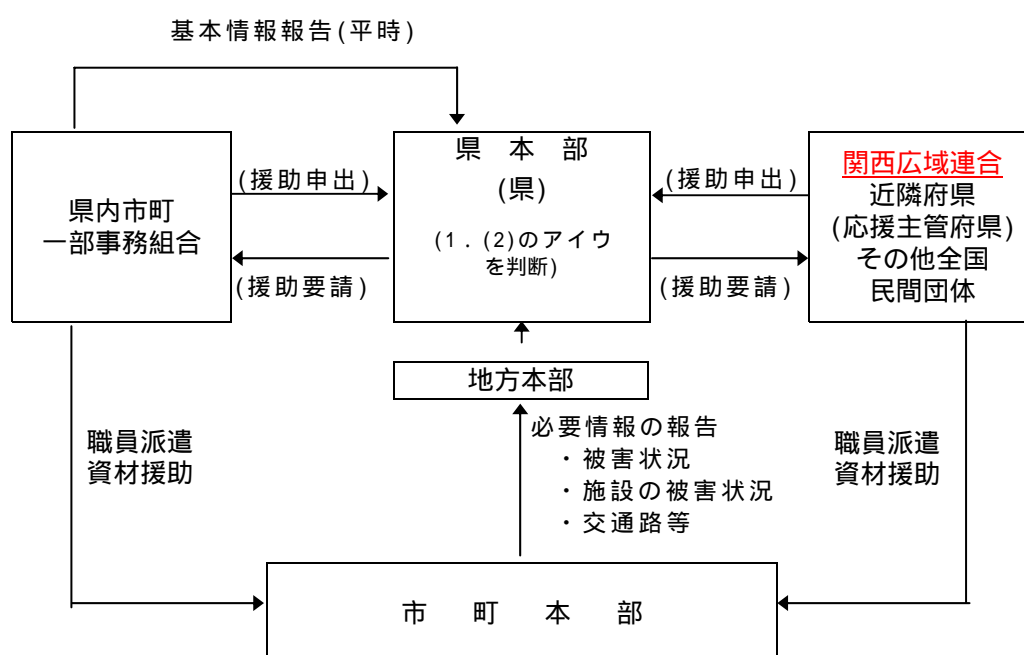 基本情報報告(平時)
県内市町
一部事務組合
(援助申出)
(援助要請)
県 本 部
(県)
(1．(2)のアイウ
を判断)
(援助申出)
(援助要請)
関西広域連合
近隣府県
(応援主管府県)
その他全国
民間団体
地方本部
必要情報の報告
・被害状況
・施設の被害状況
・交通路等
職員派遣
資材援助
職員派遣
資材援助
市 町 本 部